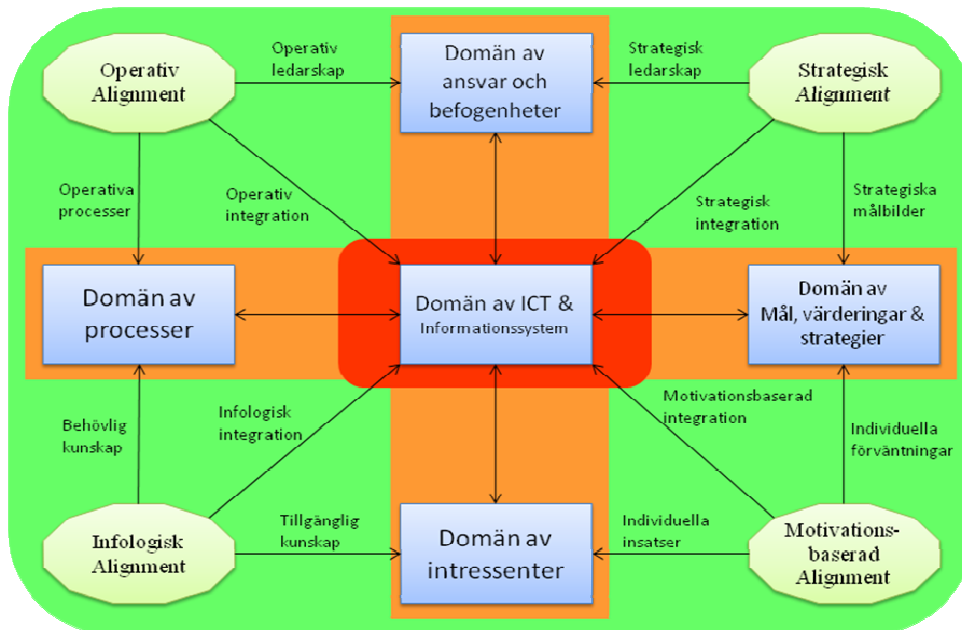 Operativ
Alignment
Operativ
ledarskap
Domän av
ansvar och
befogenheter
Strategisk
ledarskap
Strategisk
Alignment
Operativa
processer
Operativ
integration
Strategisk
integration
Strategiska
målbilder
Domän av
processer
Domän av ICT &
Informationssystem
Domän av
Mål, värderingar &
strategier
Behövlig
kunskap
Infologisk
integration
Motivationsbaserad
integration
Individuella
förväntningar
Infologisk
Alignment
Tillgänglig
kunskap
Domän av
intressenter
Individuella
insatser
Motivations-
baserad
Alignment